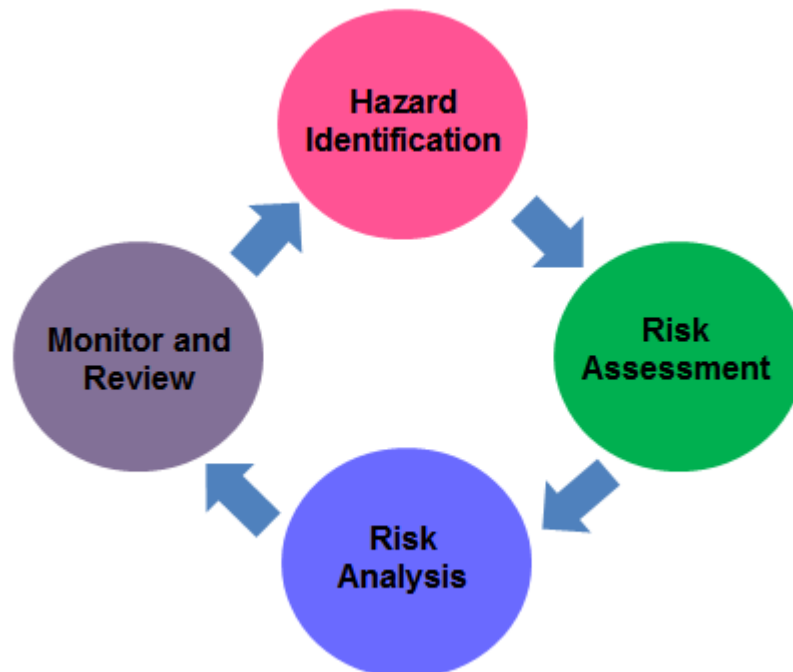 Hazard
Identification
Risk
Assessment
Risk
Analysis
Monitor and
Review